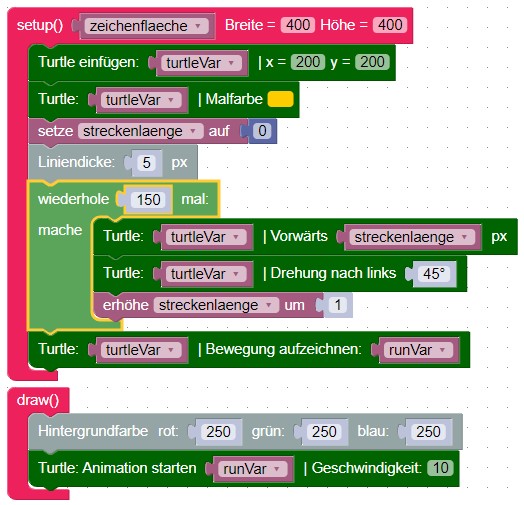 setup() zeichenflaeche Breite = 400 Höhe = 400
Turtle einfügen: turtleVar | x = 200 y = 200
Turtle: turtleVar | Malfarbe
setze streckenlaenge auf 0
Liniendicke: 5 px
wiederhole 150 mal:
mache Turtle: turtleVar | Vorwärts streckenlaenge px
Turtle: turtleVar | Drehung nach links 45°
erhöhe streckenlaenge um 1
Turtle: turtleVar | Bewegung aufzeichnen: runVar
draw()
Hintergrundfarbe rot: 250 grün: 250 blau: 250
Turtle: Animation starten runVar | Geschwindigkeit: 10